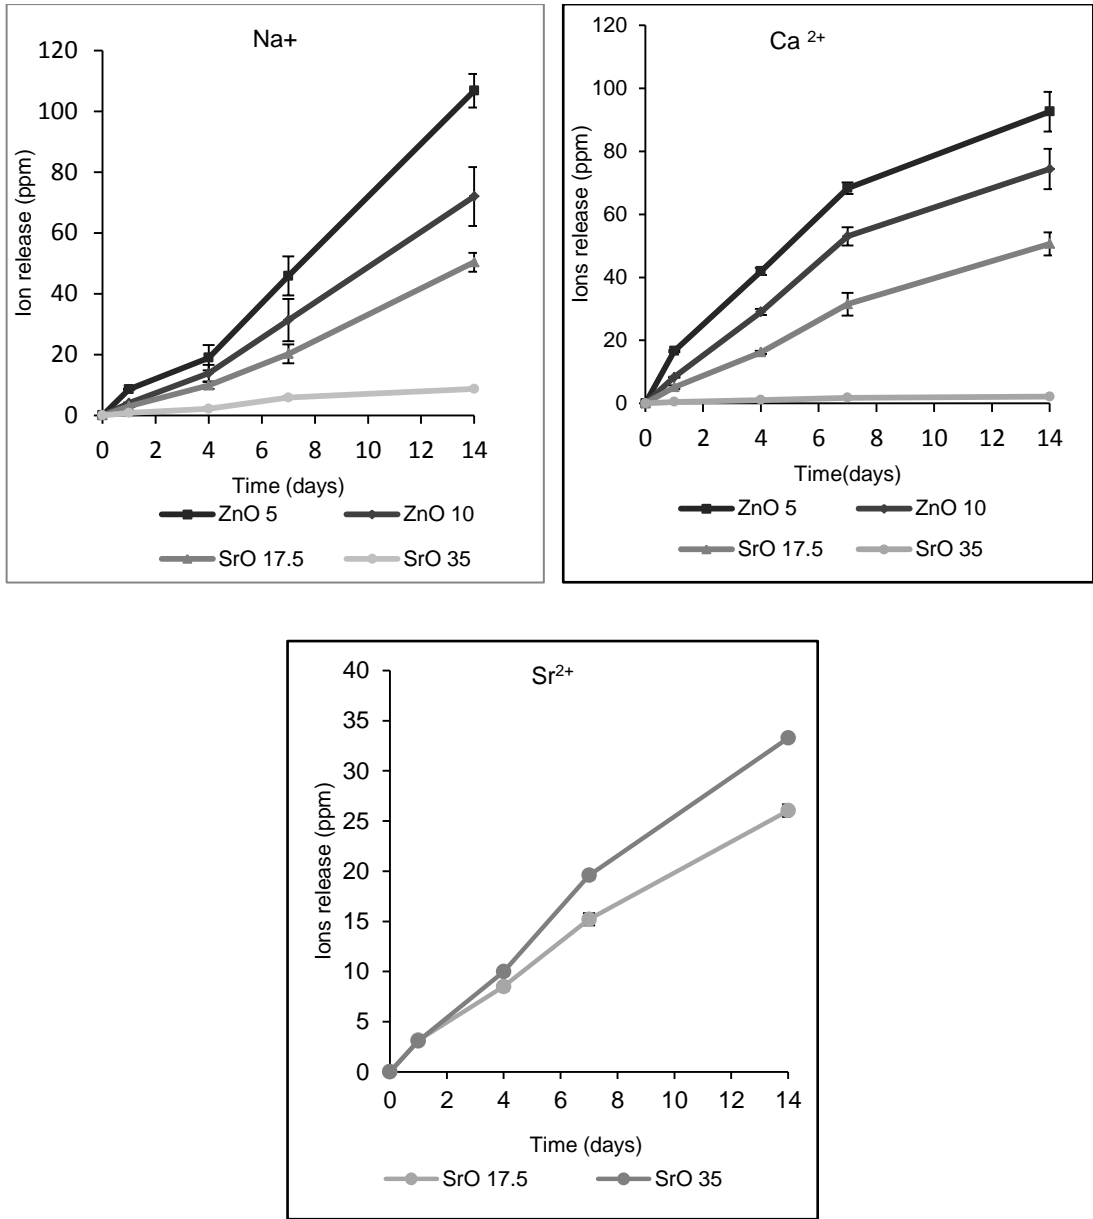 Na+
120
100
80
60
40
20
0
Ion release (ppm)
0 2 4 6 8 10 12 14
Time (days)
ZnO 5 ZnO 10
SrO 17.5 SrO 35
Ca ²⁺
120
100
80
60
40
20
0
Ions release (ppm)
0 2 4 6 8 10 12 14
Time(days)
ZnO 5 ZnO 10
SrO 17.5 SrO 35
Sr²⁺
40
35
30
25
20
15
10
5
0
Ions release (ppm)
0 2 4 6 8 10 12 14
Time (days)
SrO 17.5 SrO 35